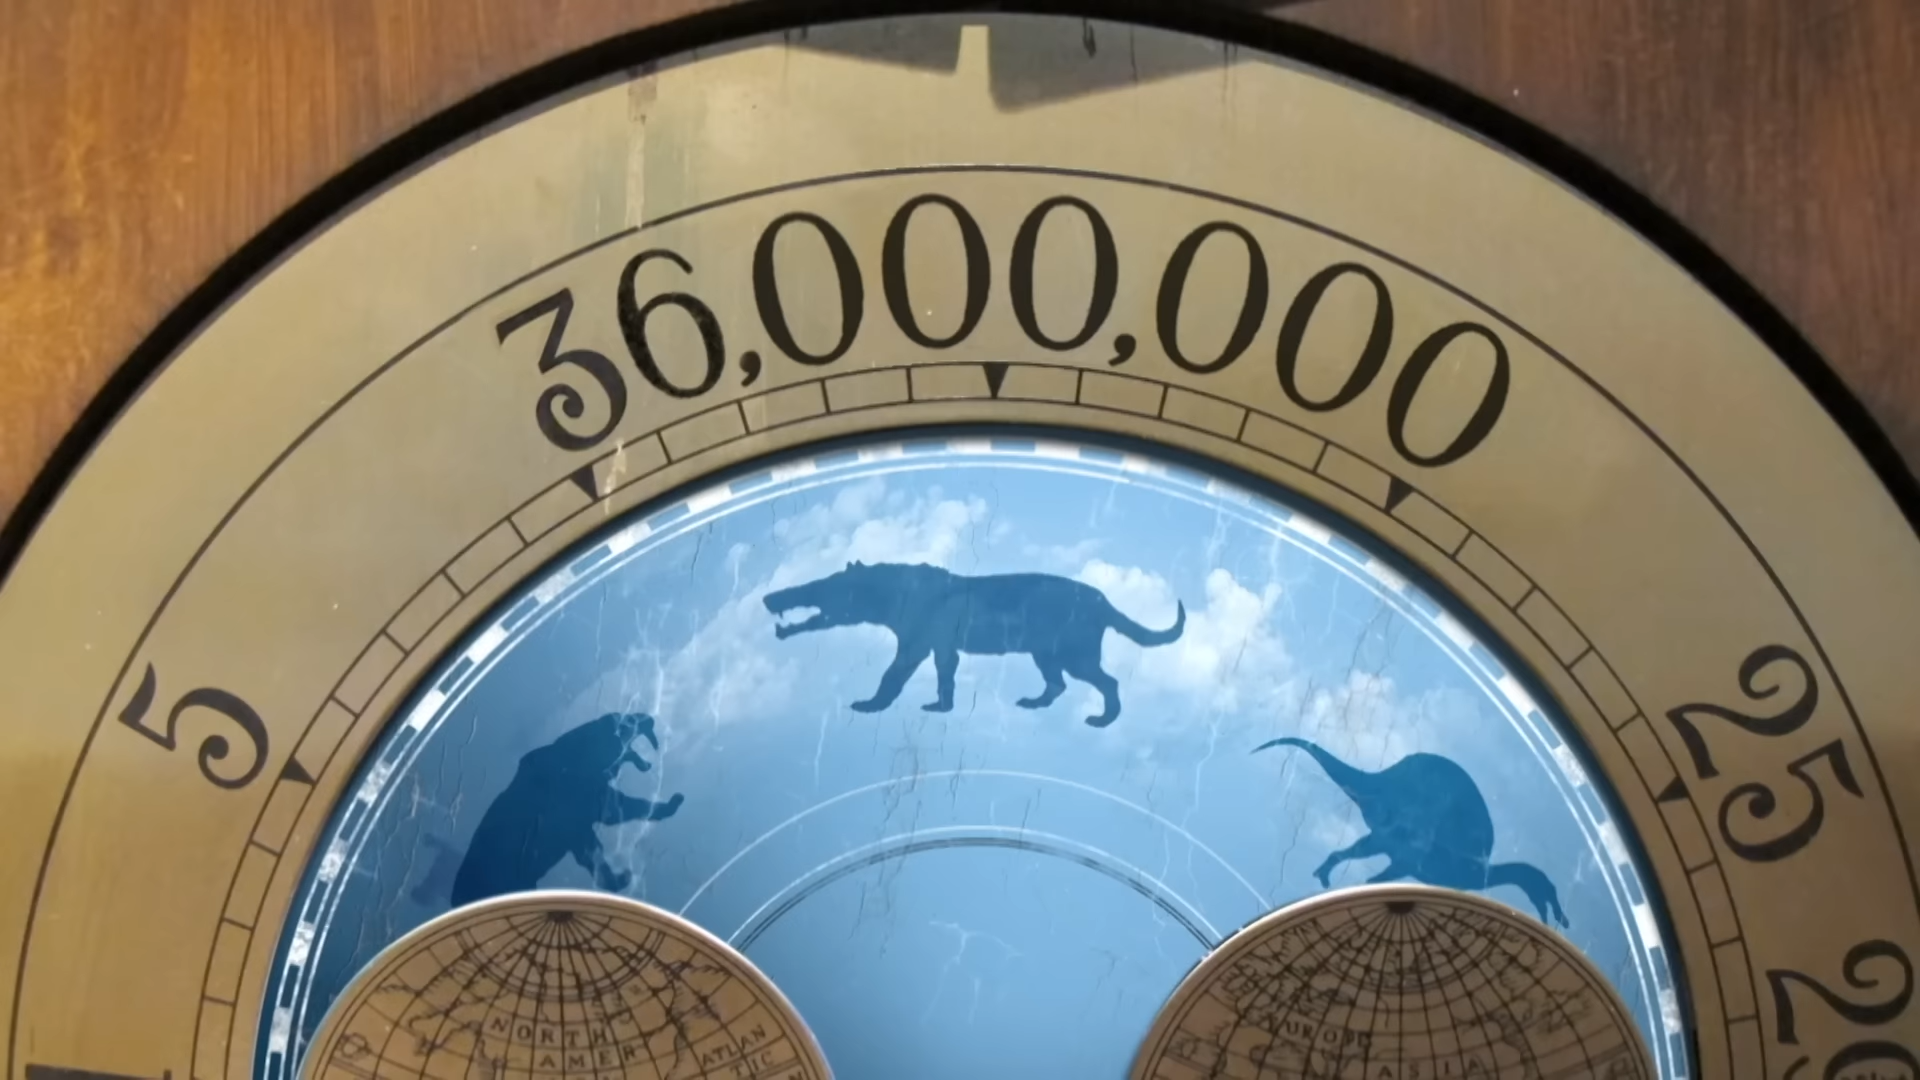 36,000,000
5
25
NORTH
AMER
ATLAN
TIC
EUROPE
ASIA